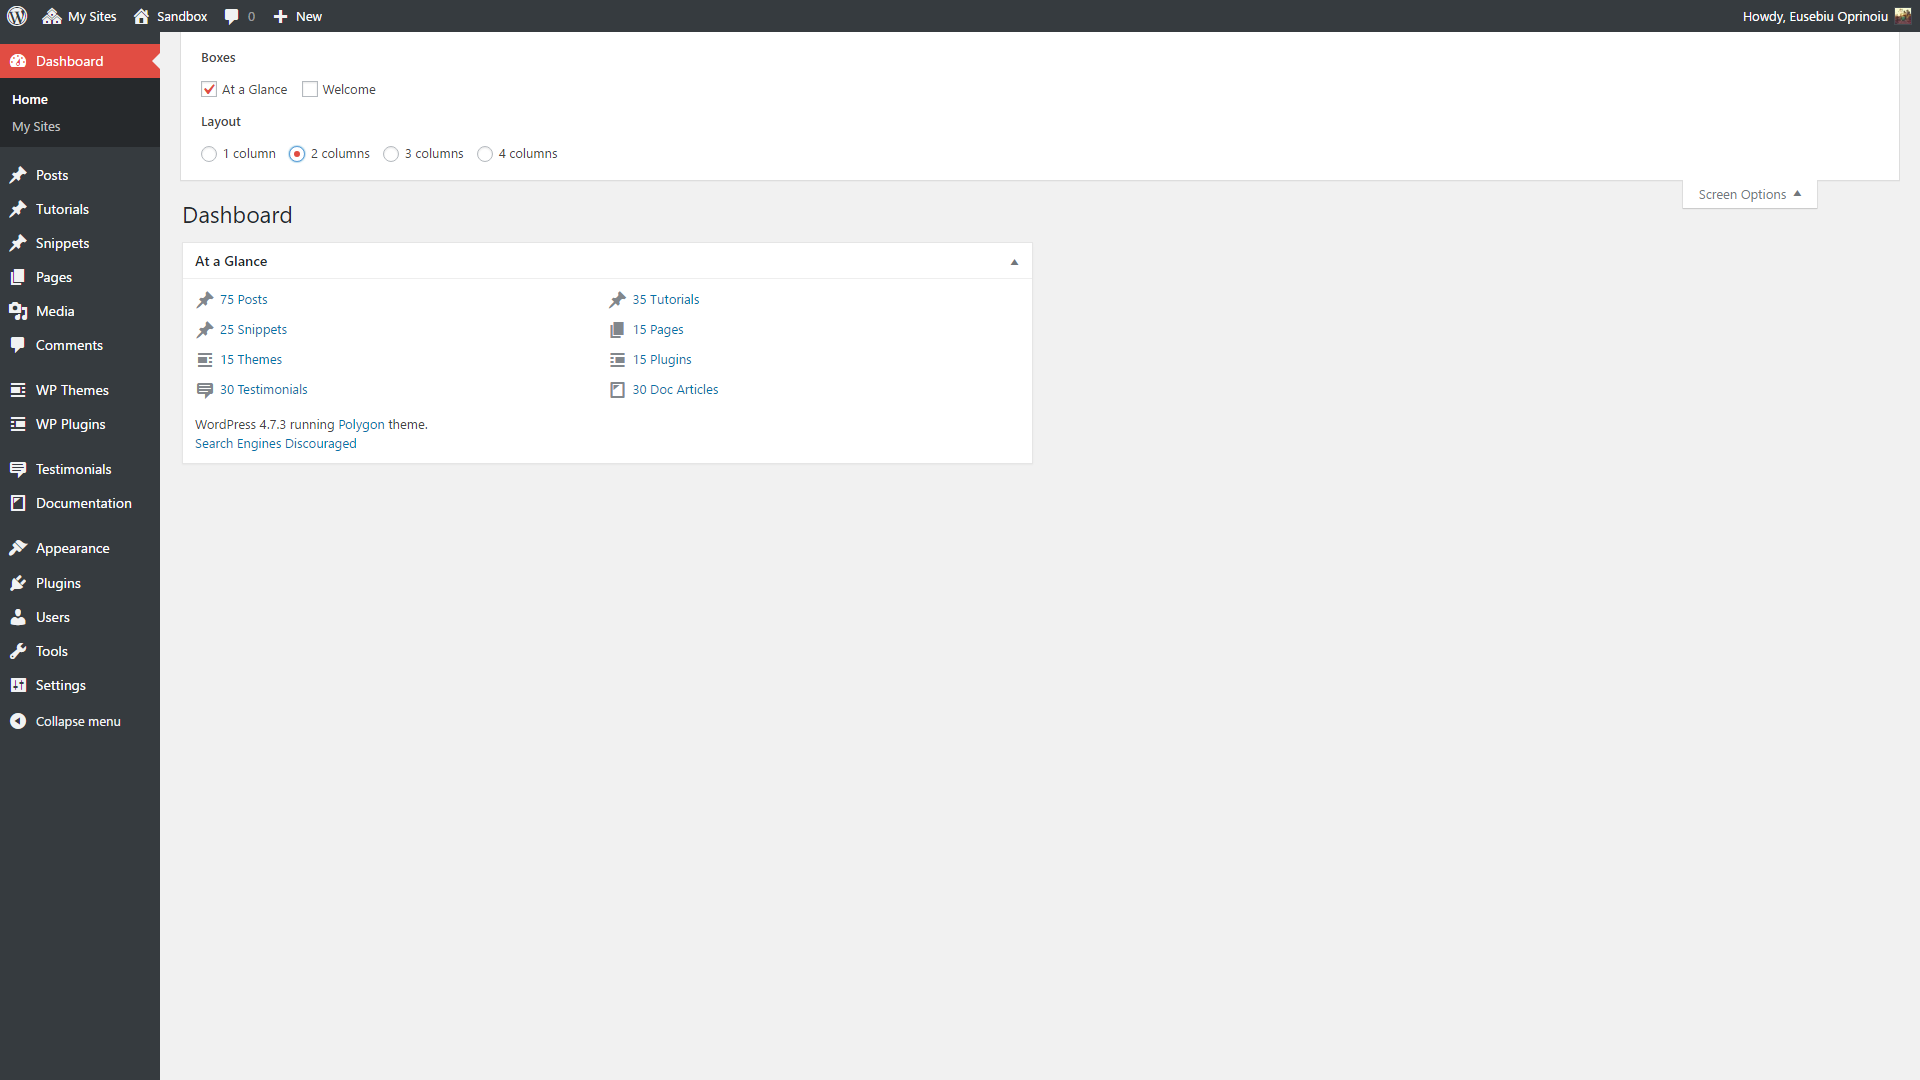 My Sites Sandbox 0 New Howdy, Eusebiu Oprinoiu
Dashboard
Home
My Sites
Posts
Tutorials
Snippets
Pages
Media
Comments
WP Themes
WP Plugins
Testimonials
Documentation
Appearance
Plugins
Users
Tools
Settings
Collapse menu
Boxes
At a Glance Welcome
Layout
1 column 2 columns 3 columns 4 columns
Screen Options
Dashboard
At a Glance
75 Posts 35 Tutorials
25 Snippets 15 Pages
15 Themes 15 Plugins
30 Testimonials 30 Doc Articles
WordPress 4.7.3 running Polygon theme.
Search Engines Discouraged